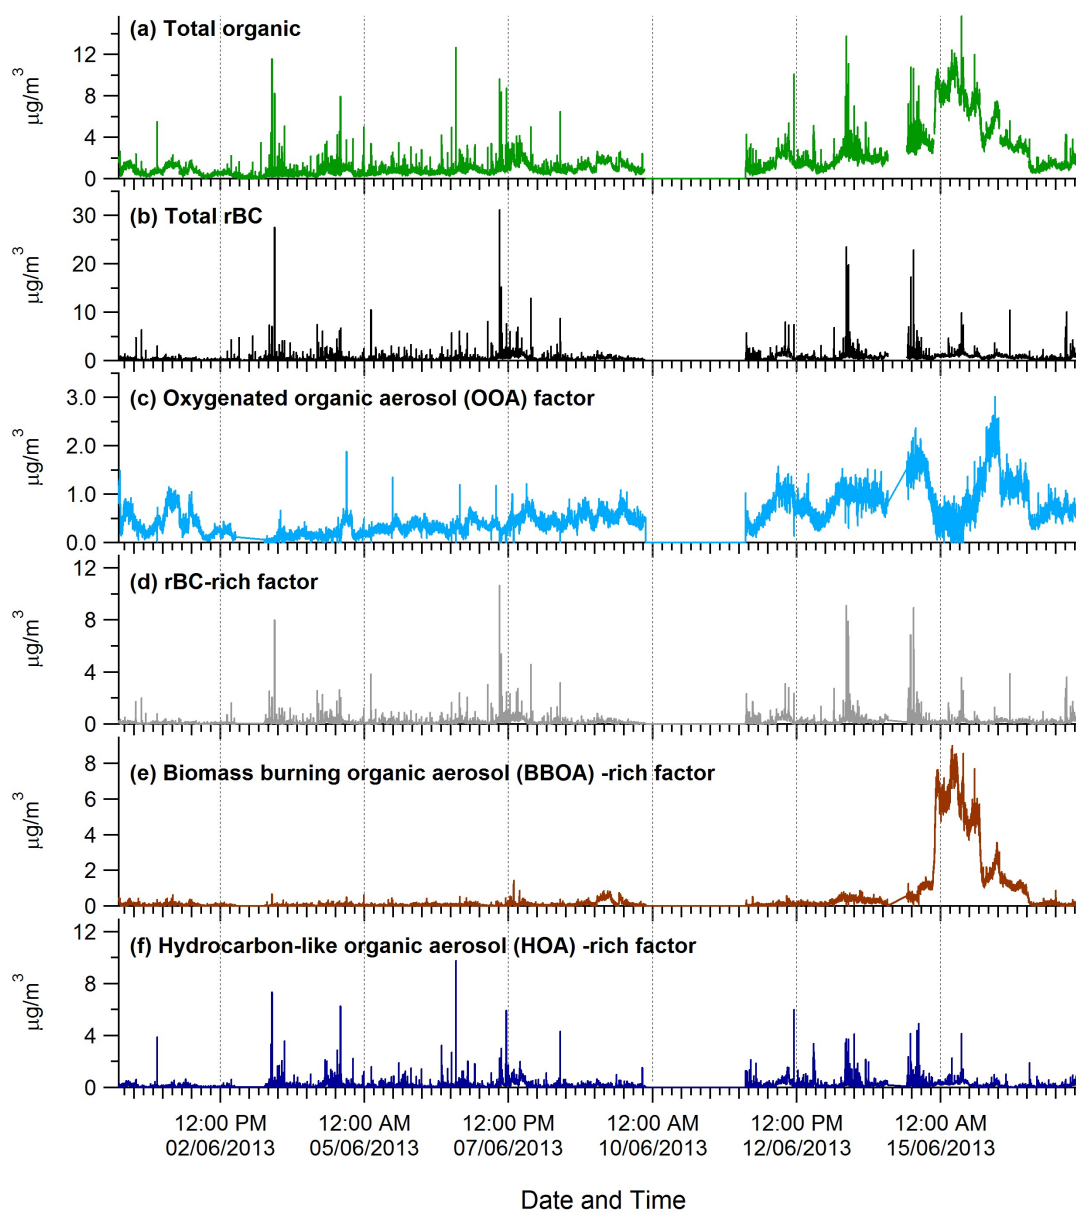 (a) Total organic
12
8
4
0
µg/m³
(b) Total rBC
30
20
10
0
µg/m³
(c) Oxygenated organic aerosol (OOA) factor
3.0
2.0
1.0
0.0
µg/m³
(d) rBC-rich factor
12
8
4
0
µg/m³
(e) Biomass burning organic aerosol (BBOA) -rich factor
8
6
4
2
0
µg/m³
(f) Hydrocarbon-like organic aerosol (HOA) -rich factor
12
8
4
0
µg/m³
12:00 PM 12:00 AM 12:00 PM 12:00 AM 12:00 PM 12:00 AM
02/06/2013 05/06/2013 07/06/2013 10/06/2013 12/06/2013 15/06/2013
Date and Time